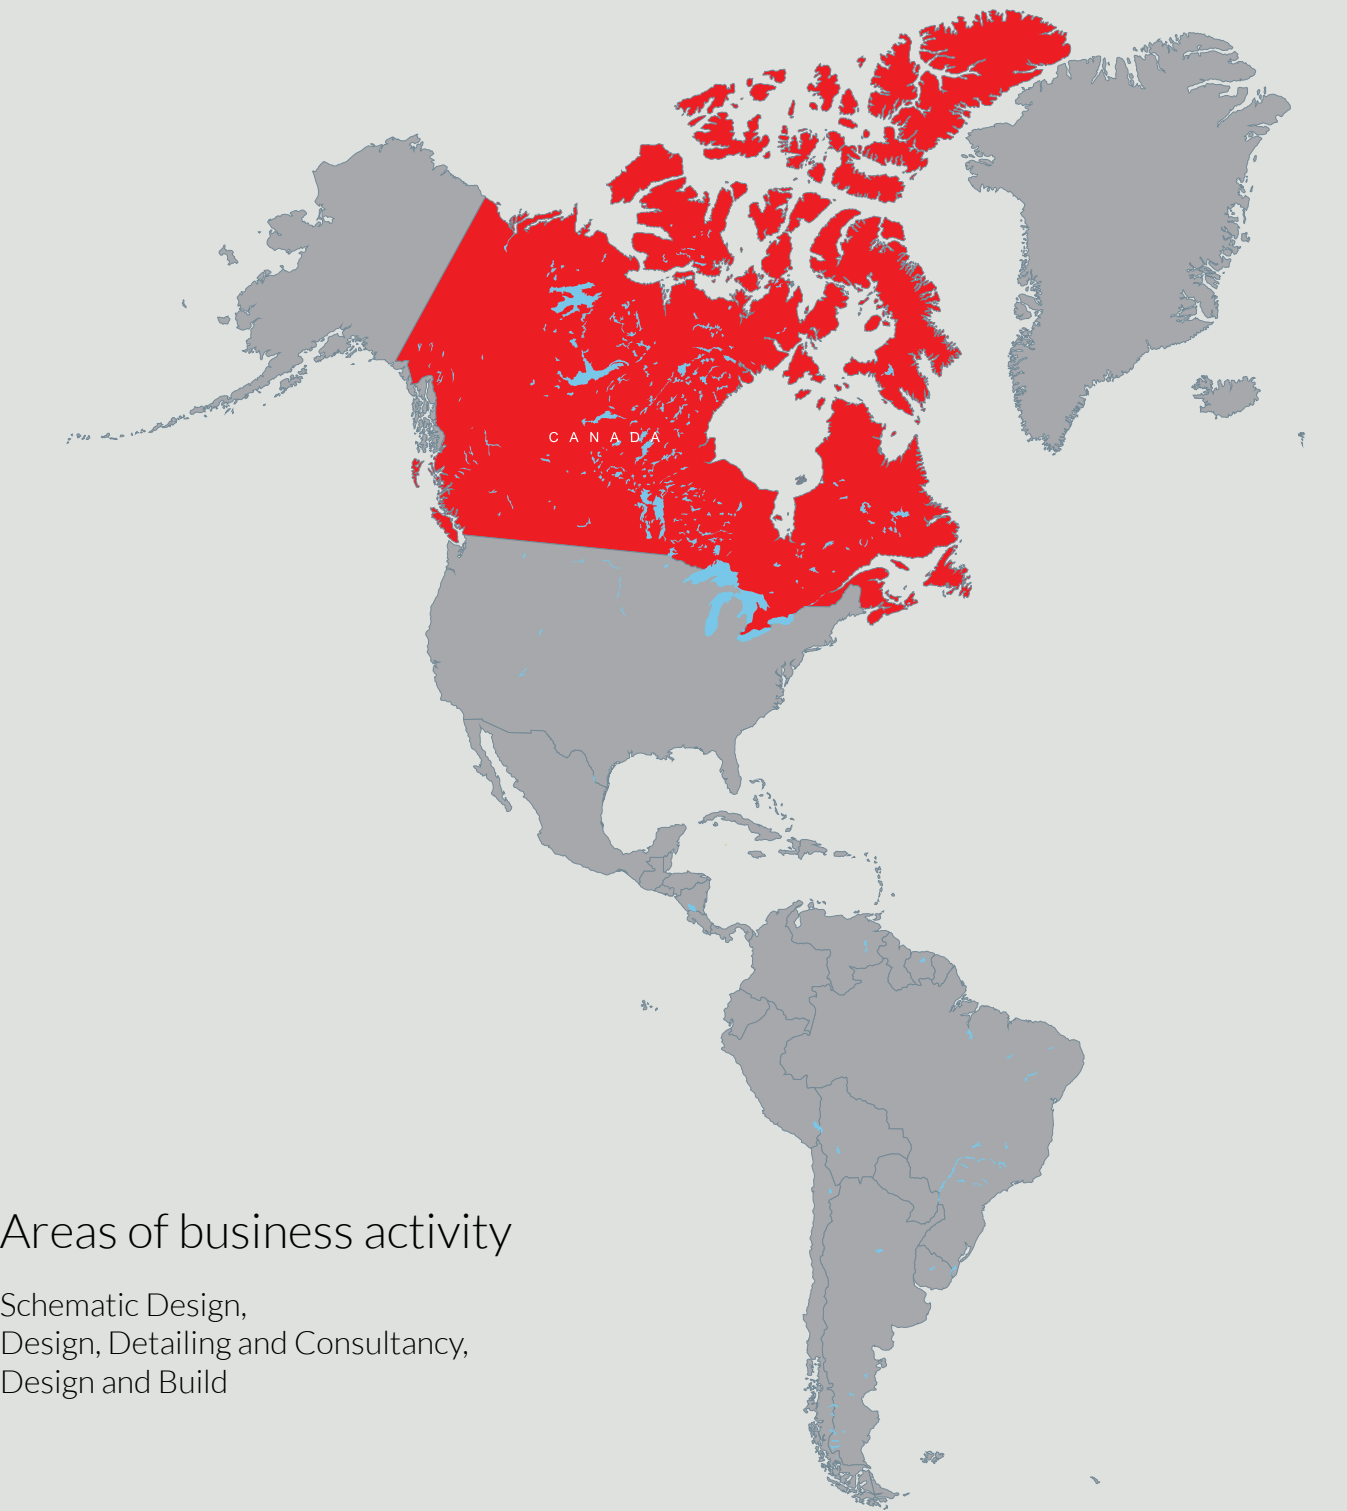 CANADA
Areas of business activity
Schematic Design,
Design, Detailing and Consultancy,
Design and Build